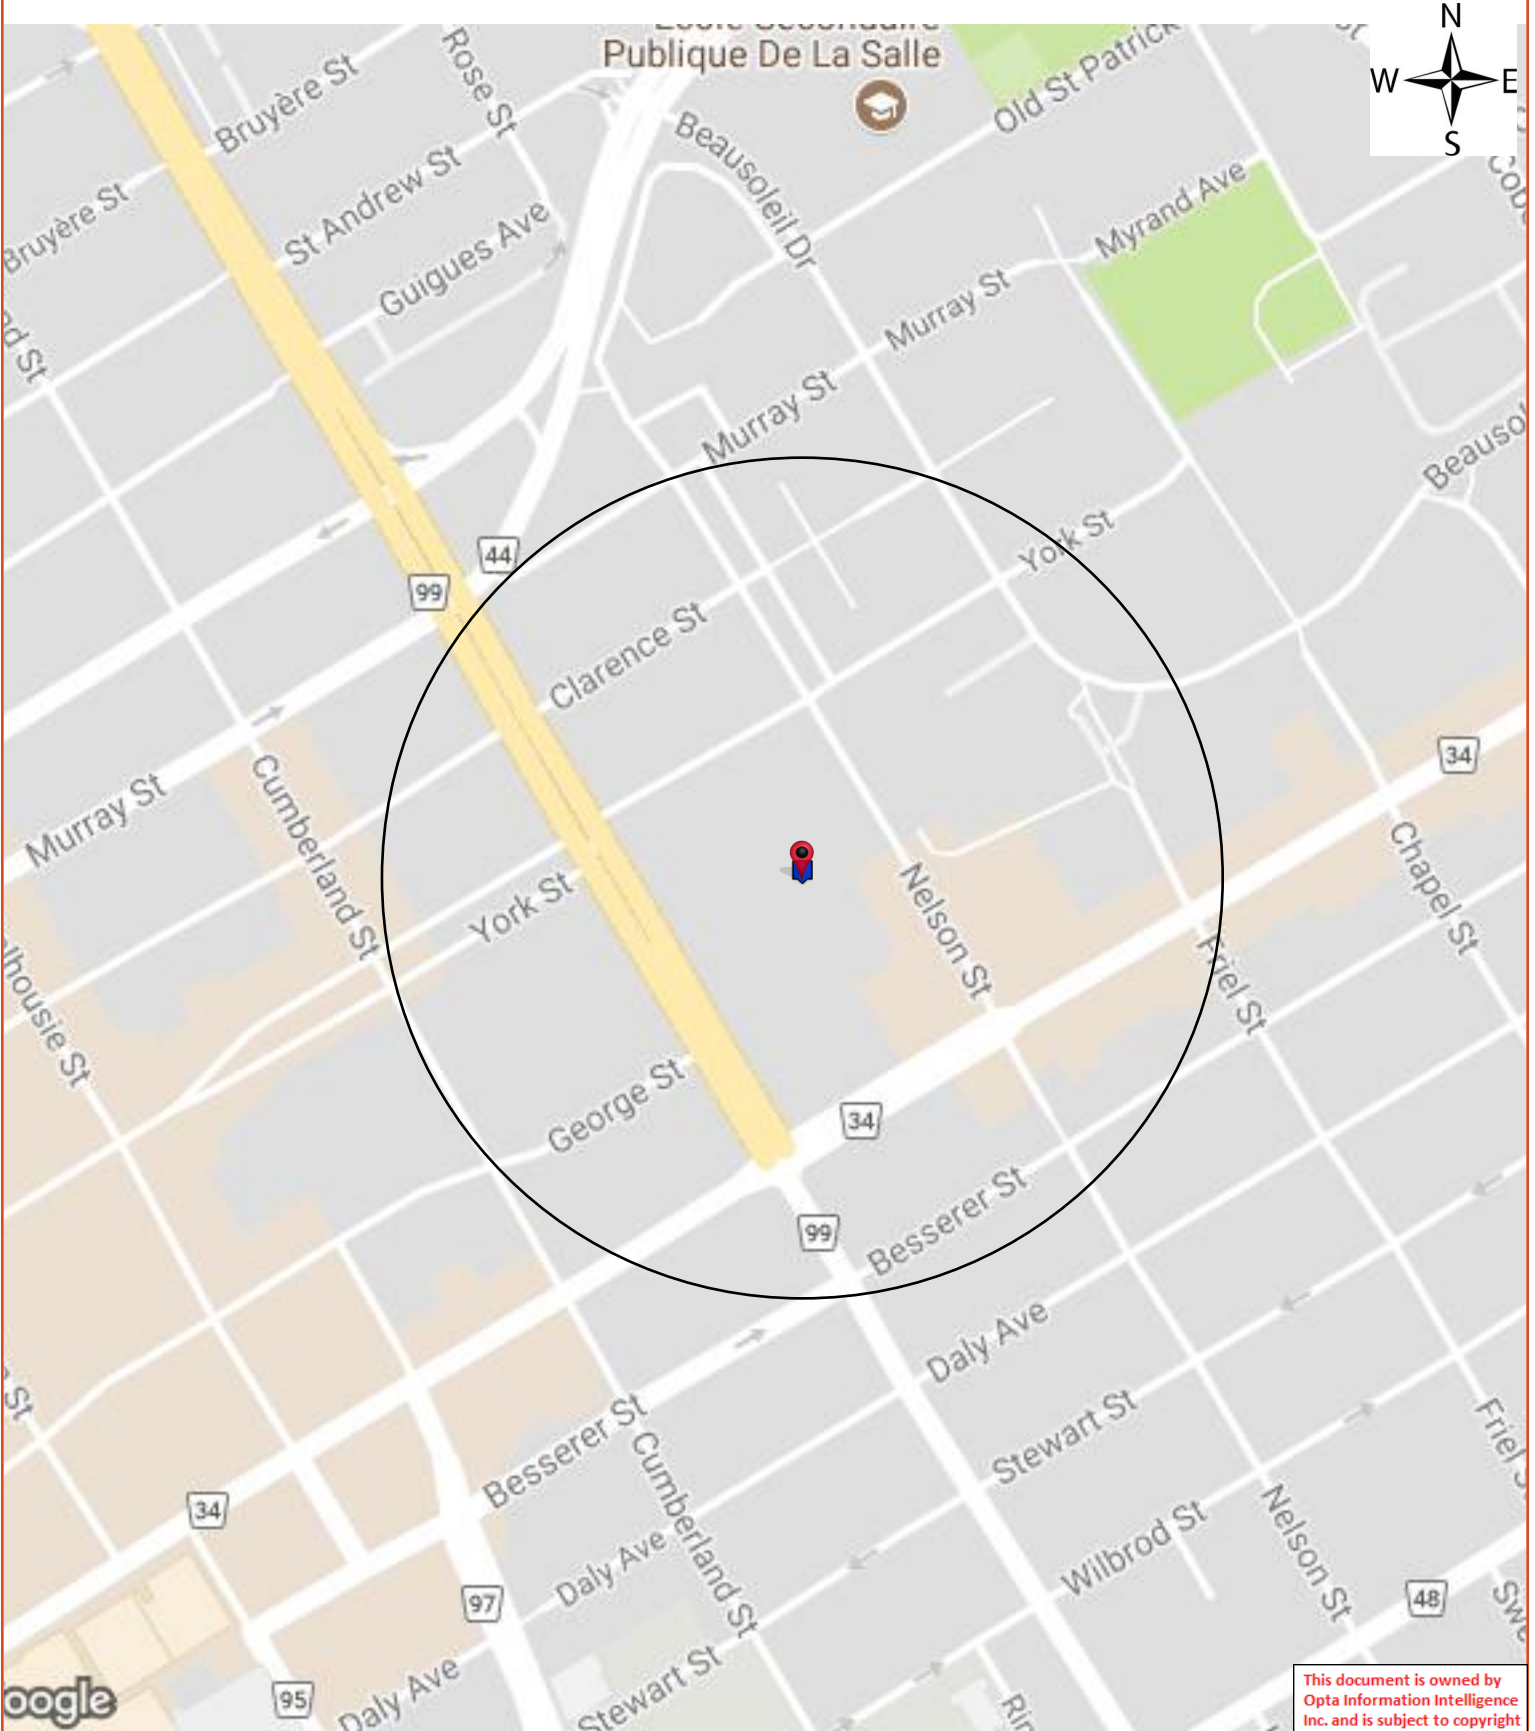 N
W E
S
Publique De La Salle
Old St Patrick
Rose St
Bruyère St
Beausoleil Dr
St Andrew St
Myrand Ave
Bruyère St
Guigues Ave
Murray St
Murray St
York St
44
99
Clarence St
34
Murray St
Cumberland St
Chapel St
York St
Nelson St
Friel St
George St
34
99
Besserer St
Daly Ave
Besserer St
Stewart St
Cumberland St
34
Nelson St
Wilbrod St
Daly Ave
97
48
Stewart St
95
Daly Ave
oogle
This document is owned by
Opta Information Intelligence
Inc. and is subject to copyright